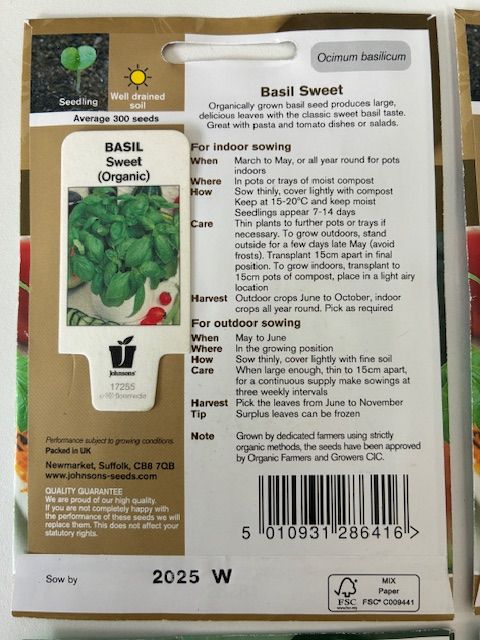 Ocimum basilicum
Seedling
Well drained
soil
Average 300 seeds
BASIL
Sweet
(Organic)
Johnsons
17255
Basil Sweet
Organically grown basil seed produces large,
delicious leaves with the classic sweet basil taste.
Great with pasta and tomato dishes or salads.
For indoor sowing
When March to May, or all year round for pots
indoors
Where In pots or trays of moist compost
How Sow thinly, cover lightly with compost
Keep at 15-20°C and keep moist
Seedlings appear 7-14 days
Care Thin plants to further pots or trays if
necessary. To grow outdoors, stand
outside for a few days late May (avoid
frosts). Transplant 15cm apart in final
position. To grow indoors, transplant to
15cm pots of compost, place in a light airy
location
Harvest Outdoor crops June to October, indoor
crops all year round. Pick as required
For outdoor sowing
When May to June
Where In the growing position
How Sow thinly, cover lightly with fine soil
Care When large enough, thin to 15cm apart,
for a continuous supply make sowings at
three weekly intervals
Harvest Pick the leaves from June to November
Tip Surplus leaves can be frozen
Note Grown by dedicated farmers using strictly
organic methods, the seeds have been approved
by Organic Farmers and Growers CIC.
Performance subject to growing conditions.
Packed in UK
Newmarket, Suffolk, CB8 7QB
www.johnsons-seeds.com
QUALITY GUARANTEE
We are proud of our high quality.
If you are not completely happy with
the performance of these seeds we will
replace them. This does not affect your
statutory rights.
5 010931 286416 >
Sow by 2025 W
FSC
www.fsc.org
MIX
Paper
FSC® C009441